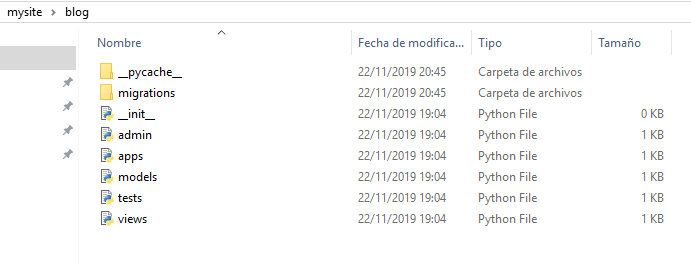 mysite > blog
Nombre Fecha de modifica... Tipo Tamaño
__pycache__ 22/11/2019 20:45 Carpeta de archivos
migrations 22/11/2019 20:45 Carpeta de archivos
__init__ 22/11/2019 19:04 Python File 0 KB
admin 22/11/2019 19:04 Python File 1 KB
apps 22/11/2019 19:04 Python File 1 KB
models 22/11/2019 19:04 Python File 1 KB
tests 22/11/2019 19:04 Python File 1 KB
views 22/11/2019 19:04 Python File 1 KB